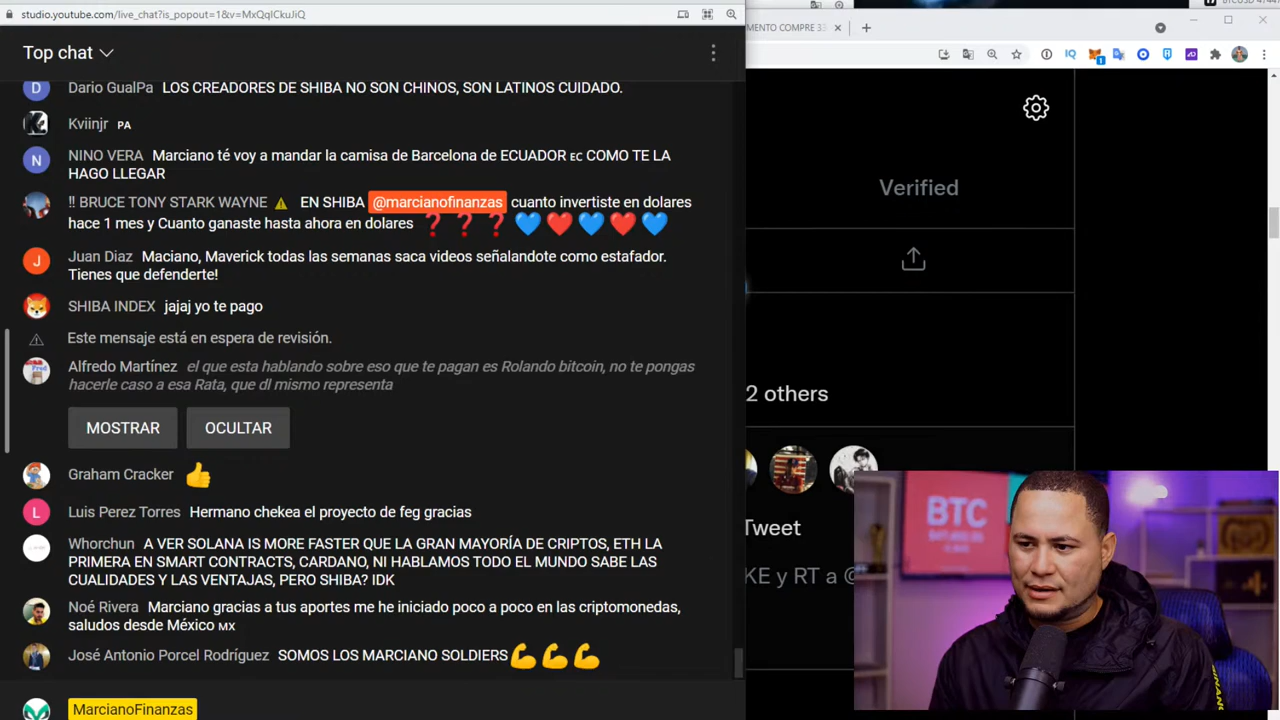 studio.youtube.com/live_chat?is_popout=1&v=MxQqlCkuJiQ
Top chat
Dario GualPa LOS CREADORES DE SHIBA NO SON CHINOS, SON LATINOS CUIDADO.
Kviinjr PA
NINO VERA Marciano té voy a mandar la camisa de Barcelona de ECUADOR EC COMO TE LA
HAGO LLEGAR
!! BRUCE TONY STARK WAYNE ⚠ EN SHIBA @marcianofinanzas cuanto invertiste en dolares
hace 1 mes y Cuanto ganaste hasta ahora en dolares ❓❓❓💙❤️💙❤️💙
Juan Diaz Maciano, Maverick todas las semanas saca videos señalandote como estafador.
Tienes que defenderte!
SHIBA INDEX jajaj yo te pago
Este mensaje está en espera de revisión.
Alfredo Martínez el que esta hablando sobre eso que te pagan es Rolando bitcoin, no te pongas
hacerle caso a esa Rata, que dl mismo representa
MOSTRAR OCULTAR
Graham Cracker 👍
Luis Perez Torres Hermano chekea el proyecto de feg gracias
Whorchun A VER SOLANA IS MORE FASTER QUE LA GRAN MAYORÍA DE CRIPTOS, ETH LA
PRIMERA EN SMART CONTRACTS, CARDANO, NI HABLAMOS TODO EL MUNDO SABE LAS
CUALIDADES Y LAS VENTAJAS, PERO SHIBA? IDK
Noé Rivera Marciano gracias a tus aportes me he iniciado poco a poco en las criptomonedas,
saludos desde México MX
José Antonio Porcel Rodríguez SOMOS LOS MARCIANO SOLDIERS💪💪💪
MarcianoFinanzas
MENTO COMPRE 33
IQ
1
Verified
2 others
Tweet
KE y RT a @
BTC